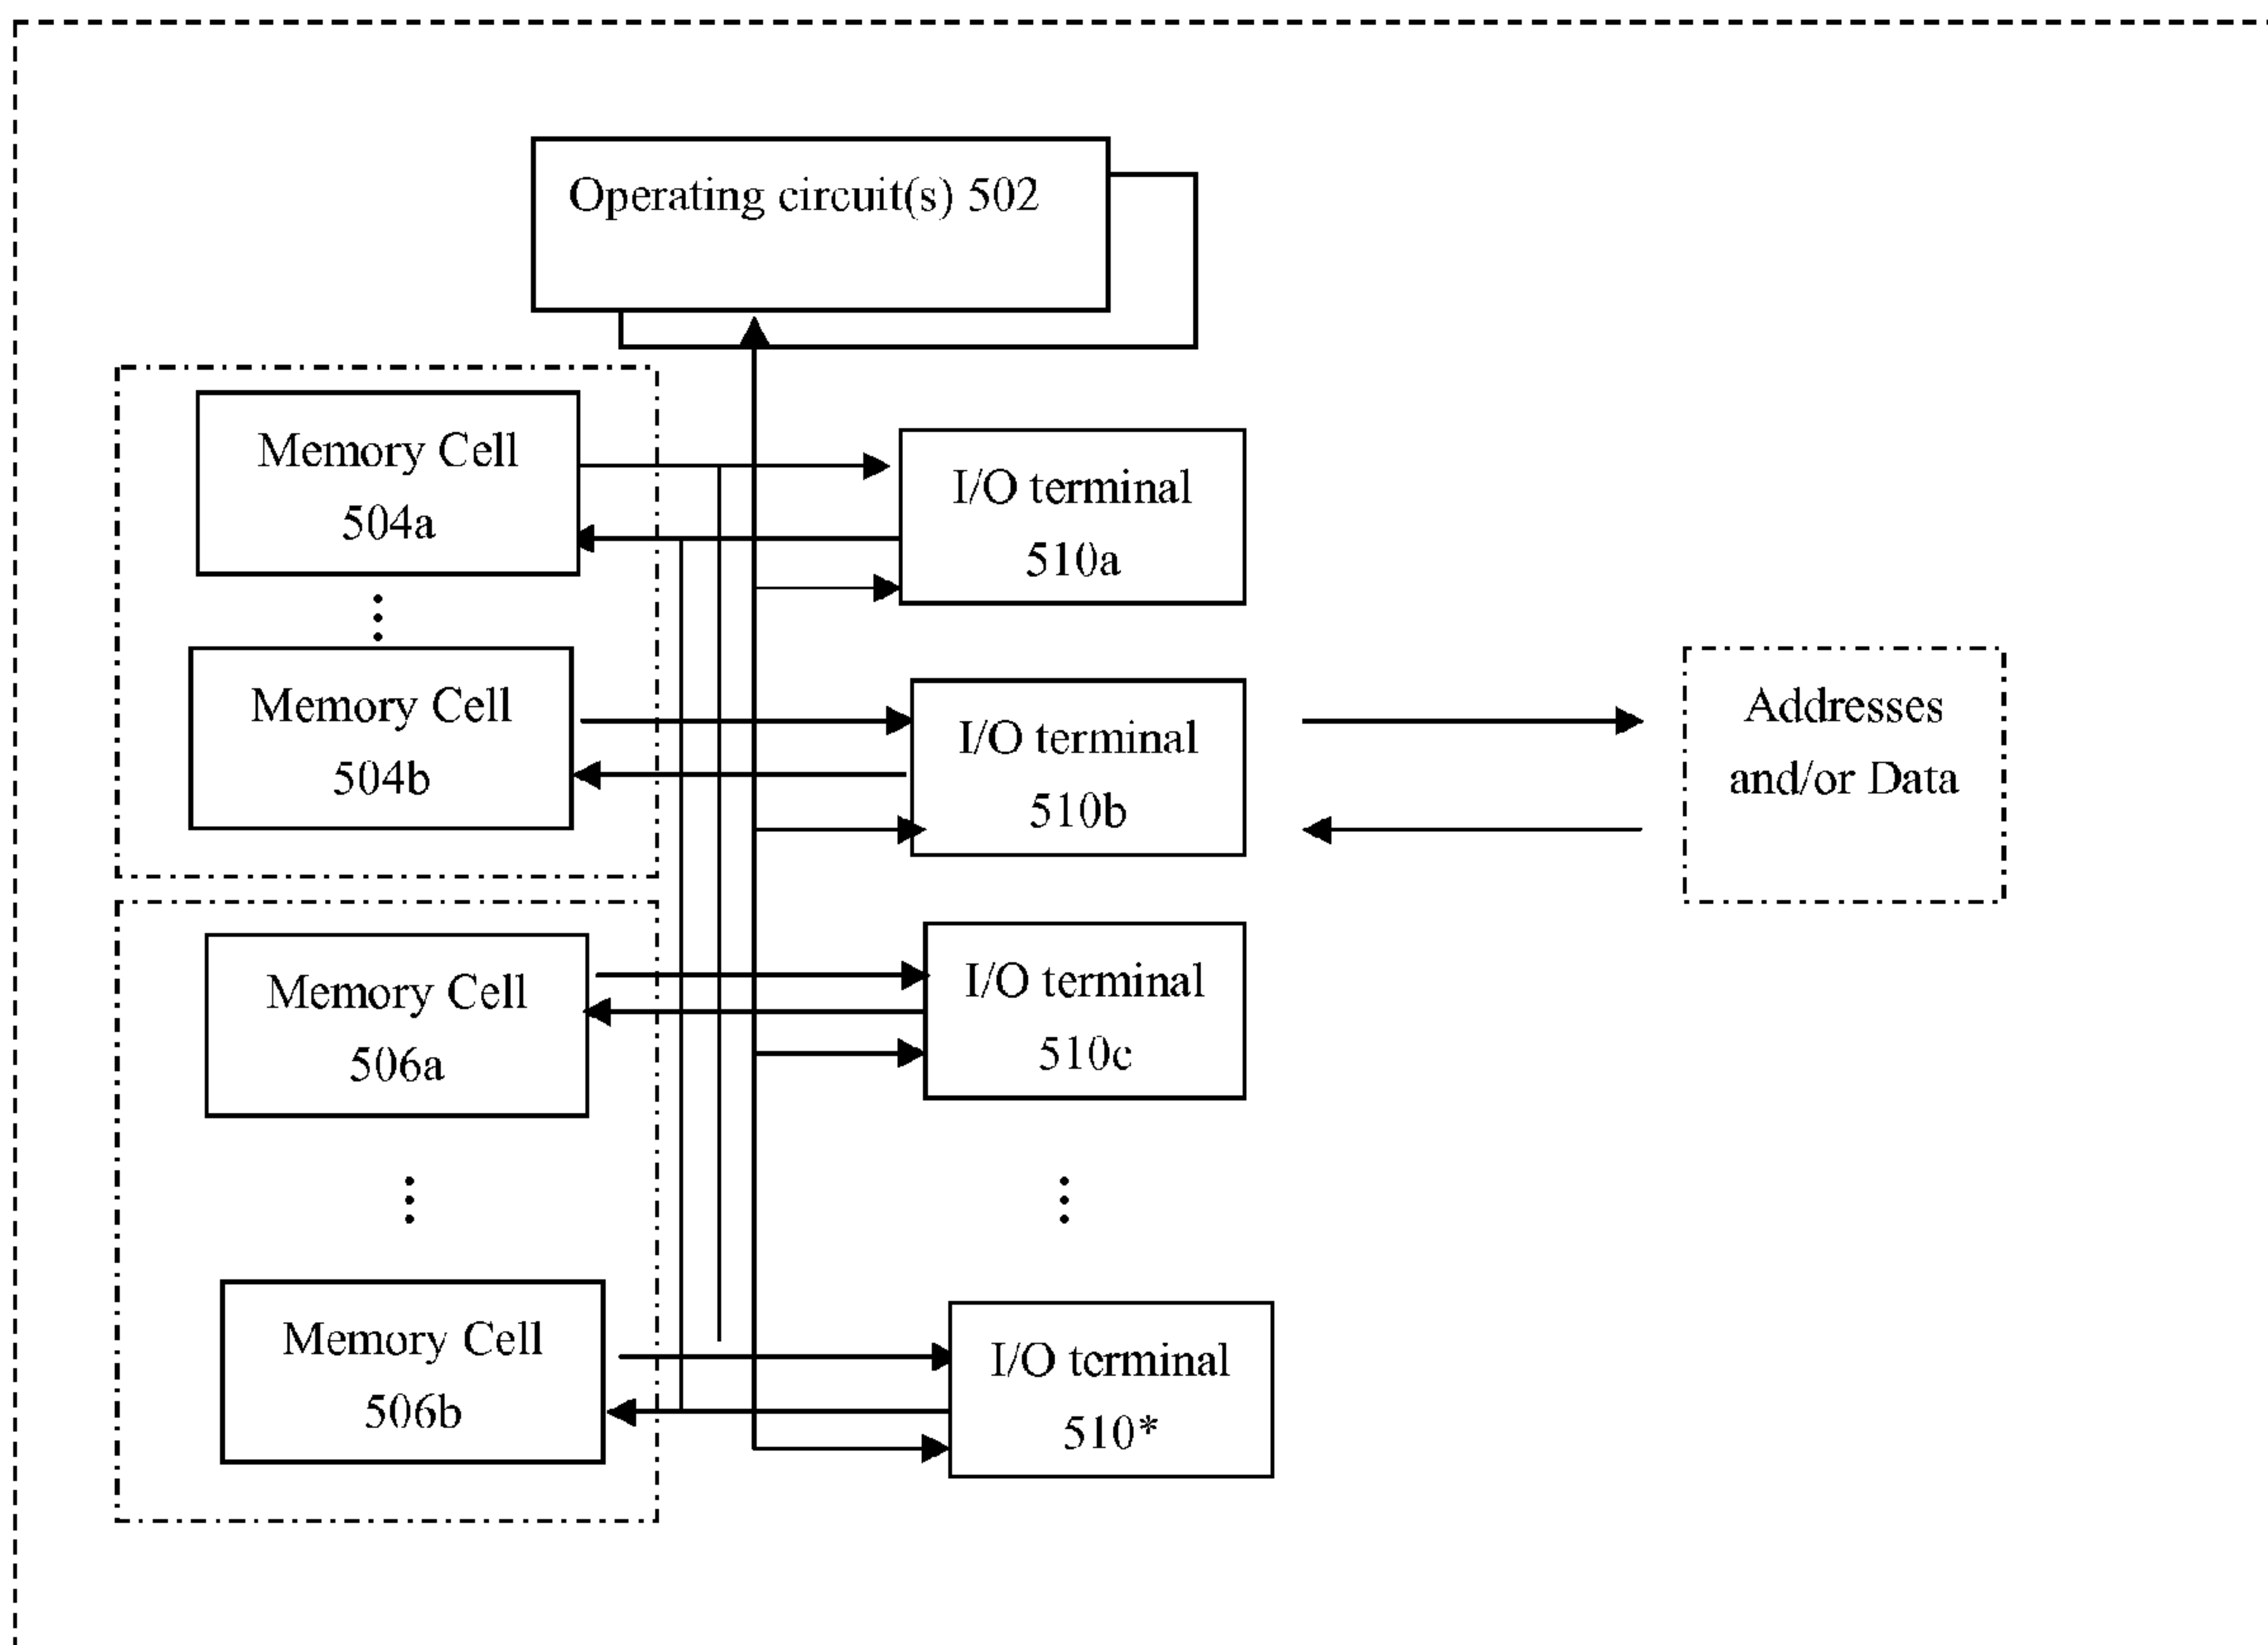 Operating circuit(s) 502
Memory Cell
504a
I/O terminal
510a
Memory Cell
504b
I/O terminal
510b
Addresses
and/or Data
Memory Cell
506a
I/O terminal
510c
Memory Cell
506b
I/O terminal
510*